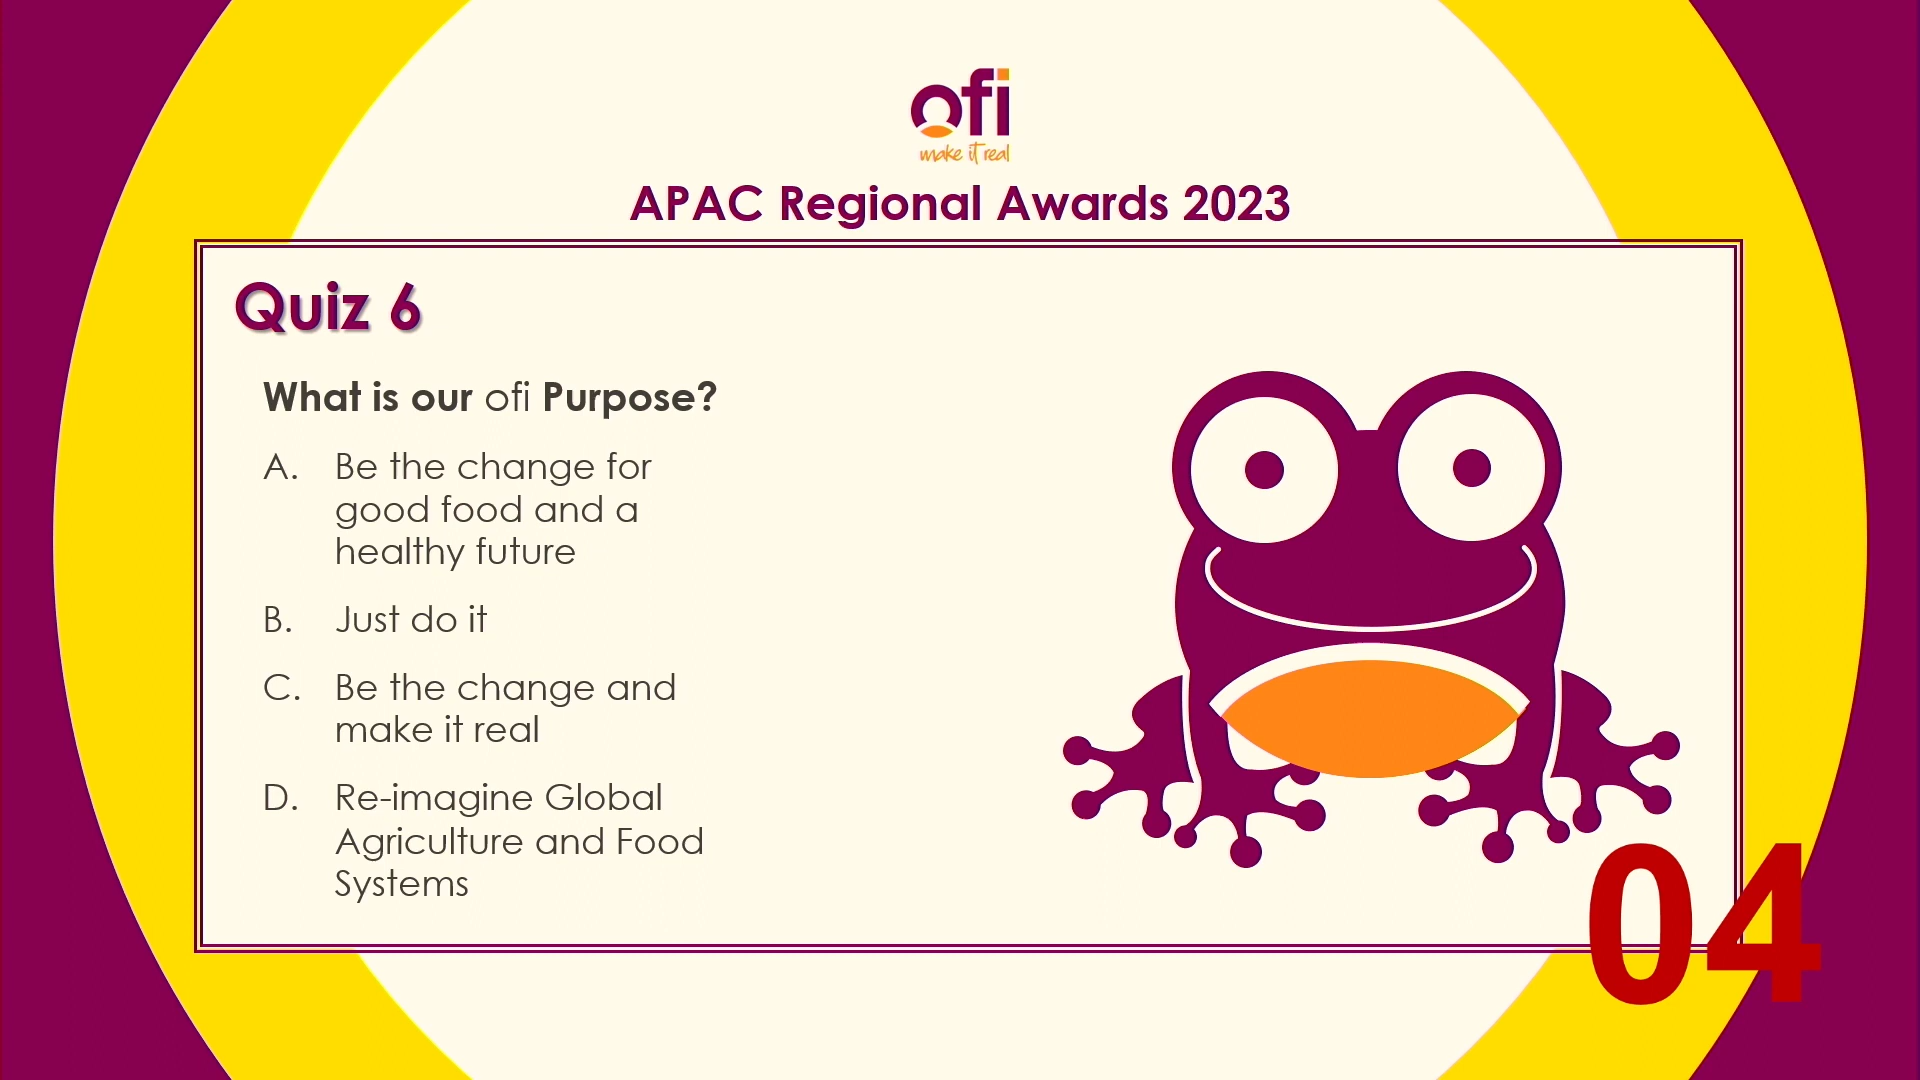 ofi
make it real
APAC Regional Awards 2023
Quiz 6
What is our ofi Purpose?
A. Be the change for
good food and a
healthy future
B. Just do it
C. Be the change and
make it real
D. Re-imagine Global
Agriculture and Food
Systems
04